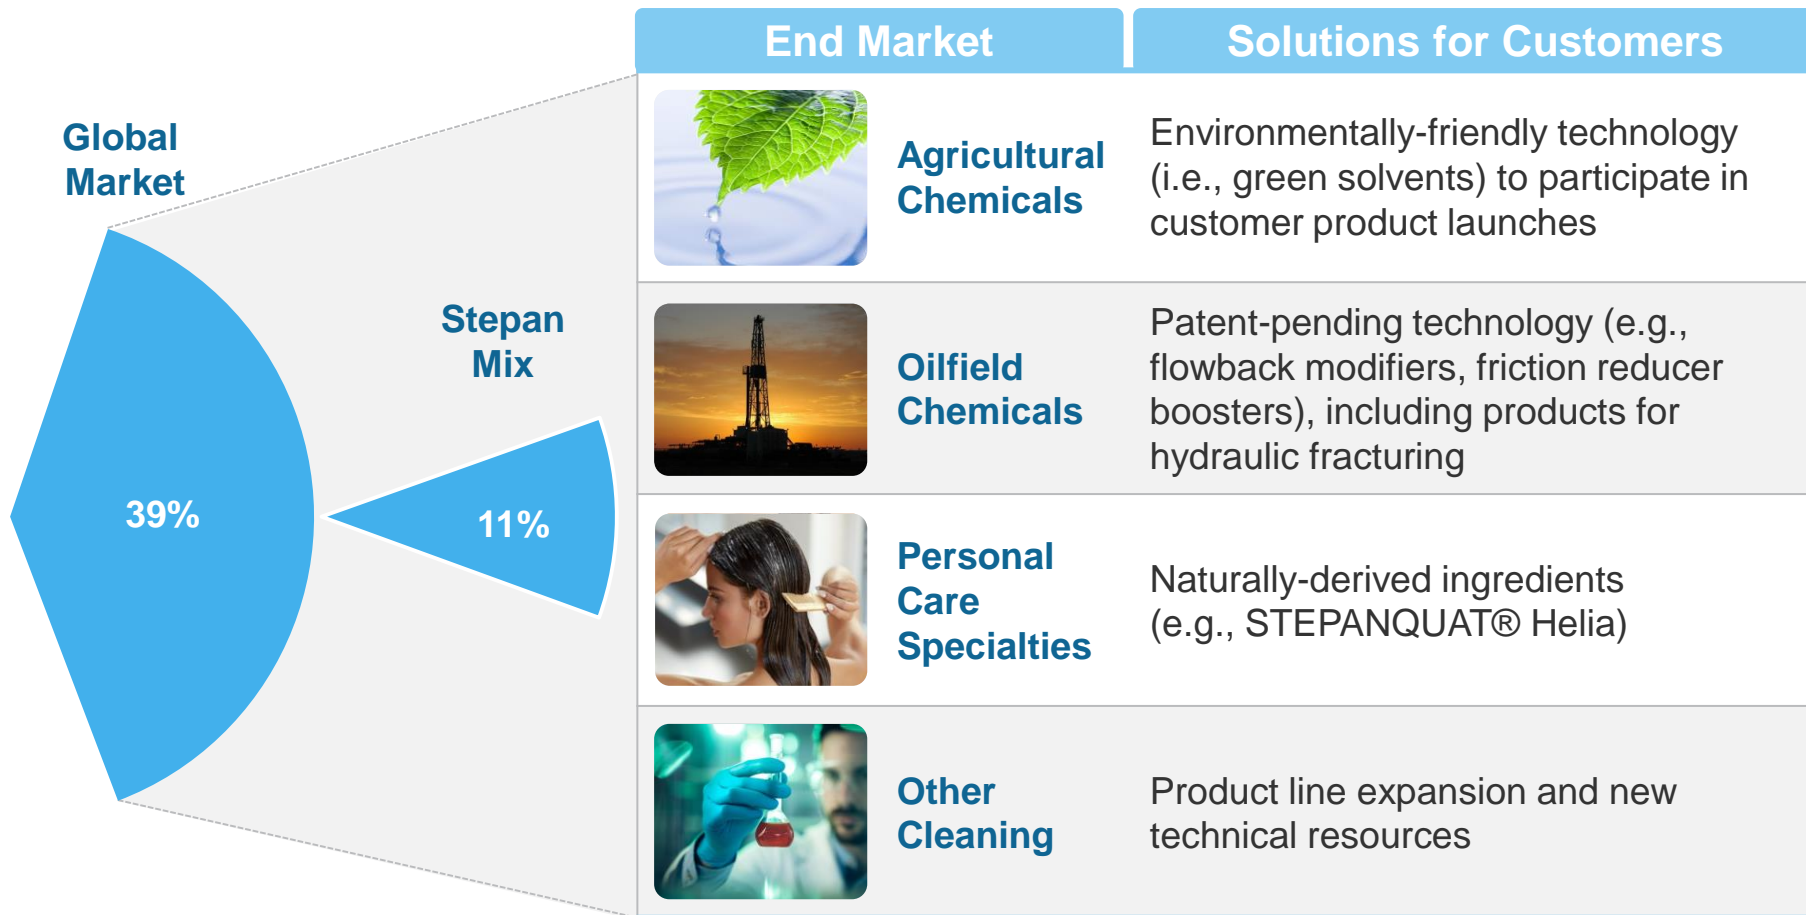 End Market
Solutions for Customers
Global
Market
39%
Stepan
Mix
11%
Agricultural
Chemicals
Environmentally-friendly technology
(i.e., green solvents) to participate in
customer product launches
Oilfield
Chemicals
Patent-pending technology (e.g.,
flowback modifiers, friction reducer
boosters), including products for
hydraulic fracturing
Personal
Care
Specialties
Naturally-derived ingredients
(e.g., STEPANQUAT® Helia)
Other
Cleaning
Product line expansion and new
technical resources